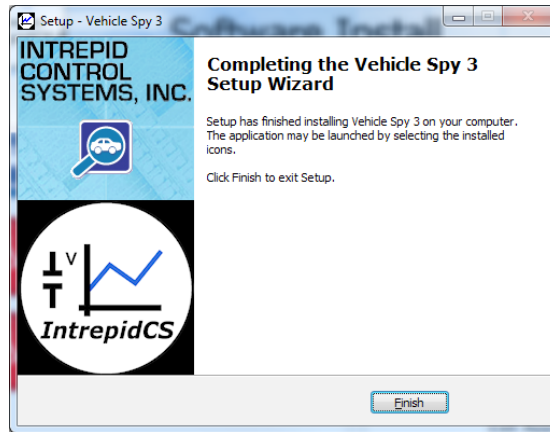 Setup - Vehicle Spy 3
Software Install
INTREPID
CONTROL
SYSTEMS, INC.
Completing the Vehicle Spy 3
Setup Wizard
Setup has finished installing Vehicle Spy 3 on your computer.
The application may be launched by selecting the installed
icons.
Click Finish to exit Setup.
V
IntrepidCS
Finish